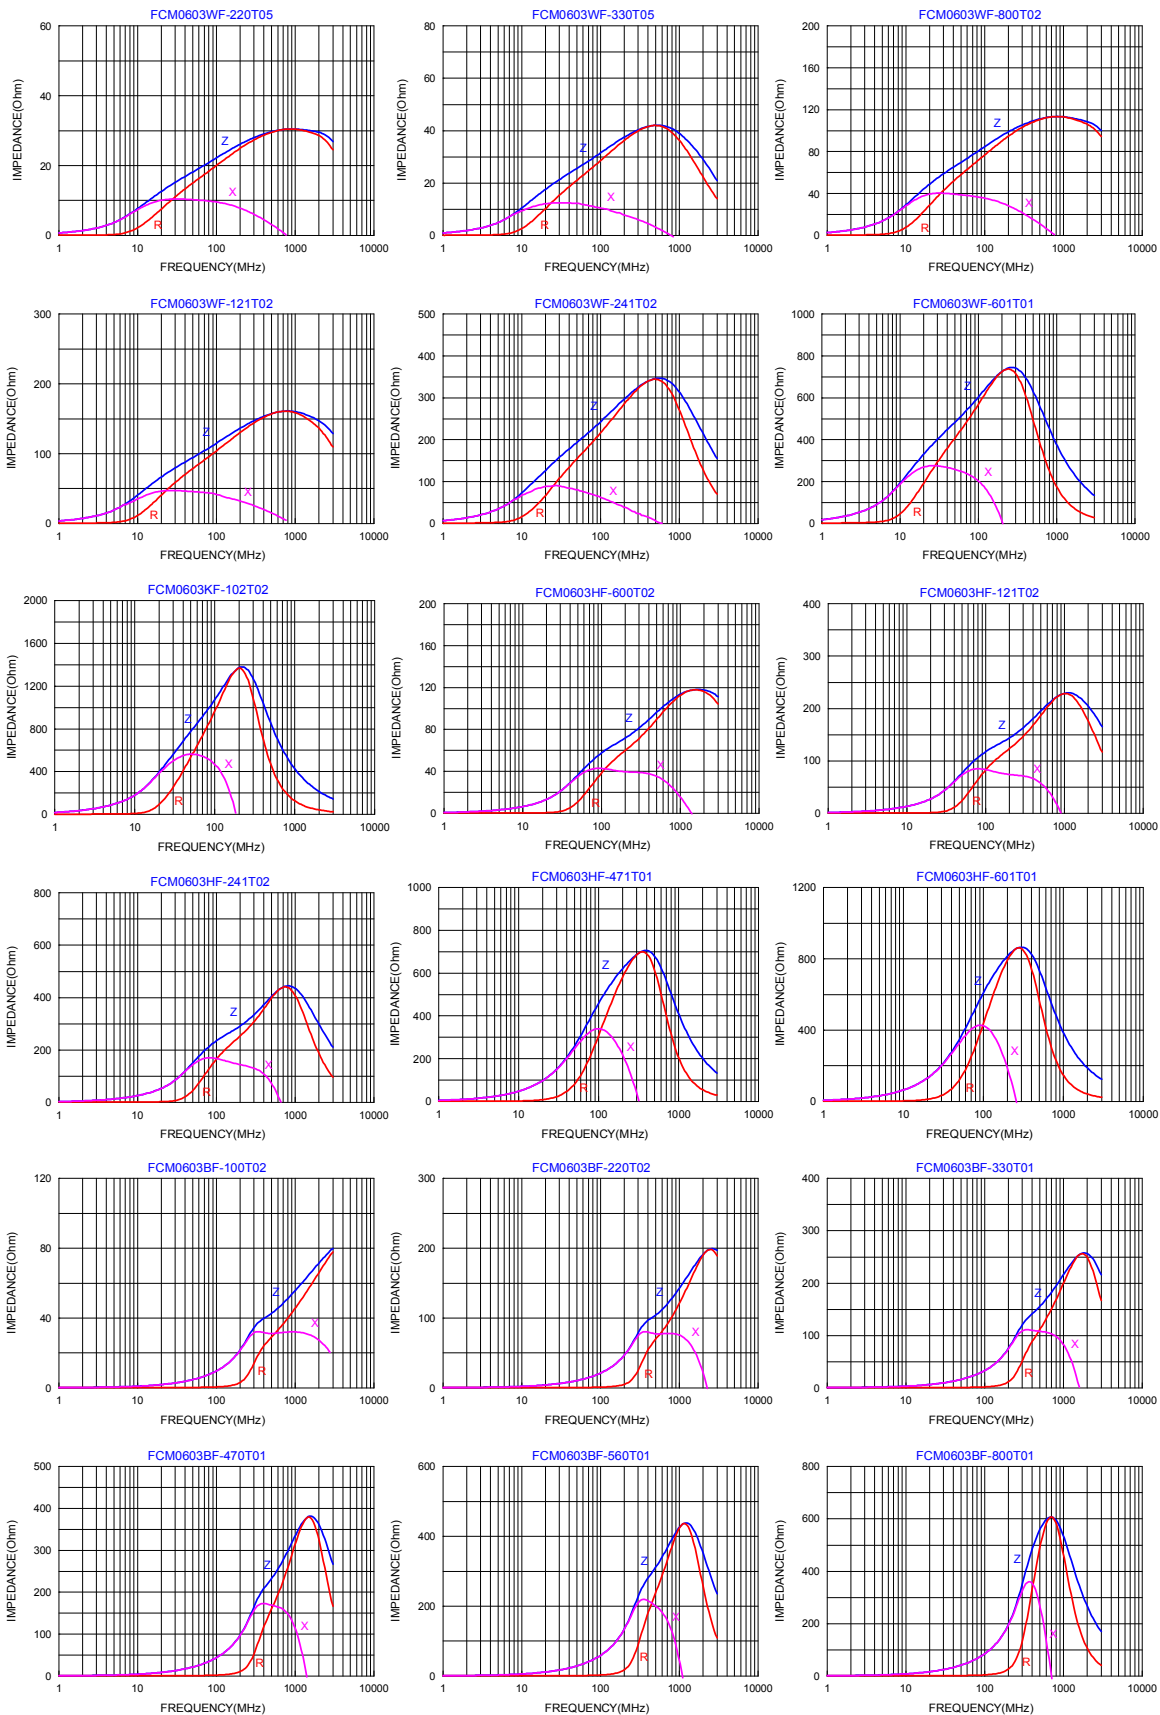 FCM0603WF-220T05
FCM0603WF-330T05
FCM0603WF-800T02
IMPEDANCE(Ohm)
60
40
20
0
Z
X
R
1 10 100 1000 10000
FREQUENCY(MHz)
IMPEDANCE(Ohm)
80
60
40
20
0
Z
X
R
1 10 100 1000 10000
FREQUENCY(MHz)
IMPEDANCE(Ohm)
200
160
120
80
40
0
Z
X
R
1 10 100 1000 10000
FREQUENCY(MHz)
FCM0603WF-121T02
FCM0603WF-241T02
FCM0603WF-601T01
IMPEDANCE(Ohm)
300
200
100
0
Z
X
R
1 10 100 1000 10000
FREQUENCY(MHz)
IMPEDANCE(Ohm)
500
400
300
200
100
0
Z
X
R
1 10 100 1000 10000
FREQUENCY(MHz)
IMPEDANCE(Ohm)
1000
800
600
400
200
0
Z
X
R
1 10 100 1000 10000
FREQUENCY(MHz)
FCM0603KF-102T02
FCM0603HF-600T02
FCM0603HF-121T02
IMPEDANCE(Ohm)
2000
1600
1200
800
400
0
Z
X
R
1 10 100 1000 10000
FREQUENCY(MHz)
IMPEDANCE(Ohm)
200
160
120
80
40
0
Z
X
R
1 10 100 1000 10000
FREQUENCY(MHz)
IMPEDANCE(Ohm)
400
300
200
100
0
Z
X
R
1 10 100 1000 10000
FREQUENCY(MHz)
FCM0603HF-241T02
FCM0603HF-471T01
FCM0603HF-601T01
IMPEDANCE(Ohm)
800
600
400
200
0
Z
X
R
1 10 100 1000 10000
FREQUENCY(MHz)
IMPEDANCE(Ohm)
1000
800
600
400
200
0
Z
X
R
1 10 100 1000 10000
FREQUENCY(MHz)
IMPEDANCE(Ohm)
1200
800
400
0
Z
X
R
1 10 100 1000 10000
FREQUENCY(MHz)
FCM0603BF-100T02
FCM0603BF-220T02
FCM0603BF-330T01
IMPEDANCE(Ohm)
120
80
40
0
Z
X
R
1 10 100 1000 10000
FREQUENCY(MHz)
IMPEDANCE(Ohm)
300
200
100
0
Z
X
R
1 10 100 1000 10000
FREQUENCY(MHz)
IMPEDANCE(Ohm)
400
300
200
100
0
Z
X
R
1 10 100 1000 10000
FREQUENCY(MHz)
FCM0603BF-470T01
FCM0603BF-560T01
FCM0603BF-800T01
IMPEDANCE(Ohm)
500
400
300
200
100
0
Z
X
R
1 10 100 1000 10000
FREQUENCY(MHz)
IMPEDANCE(Ohm)
600
400
200
0
Z
X
R
1 10 100 1000 10000
FREQUENCY(MHz)
IMPEDANCE(Ohm)
800
600
400
200
0
Z
X
R
1 10 100 1000 10000
FREQUENCY(MHz)